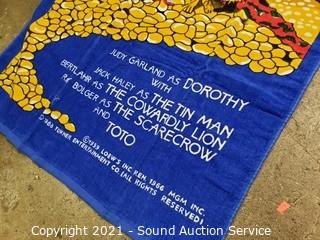 JUDY GARLAND AS DOROTHY
WITH
JACK HALEY AS THE TIN MAN
BERT LAHR AS THE COWARDLY LION
RAY BOLGER AS THE SCARECROW
AND
TOTO
©1939 LOEW'S INC. REN. 1966 MGM INC.
© 1988 TURNER ENTERTAINMENT CO. (ALL RIGHTS RESERVED)
Copyright 2021 - Sound Auction Service